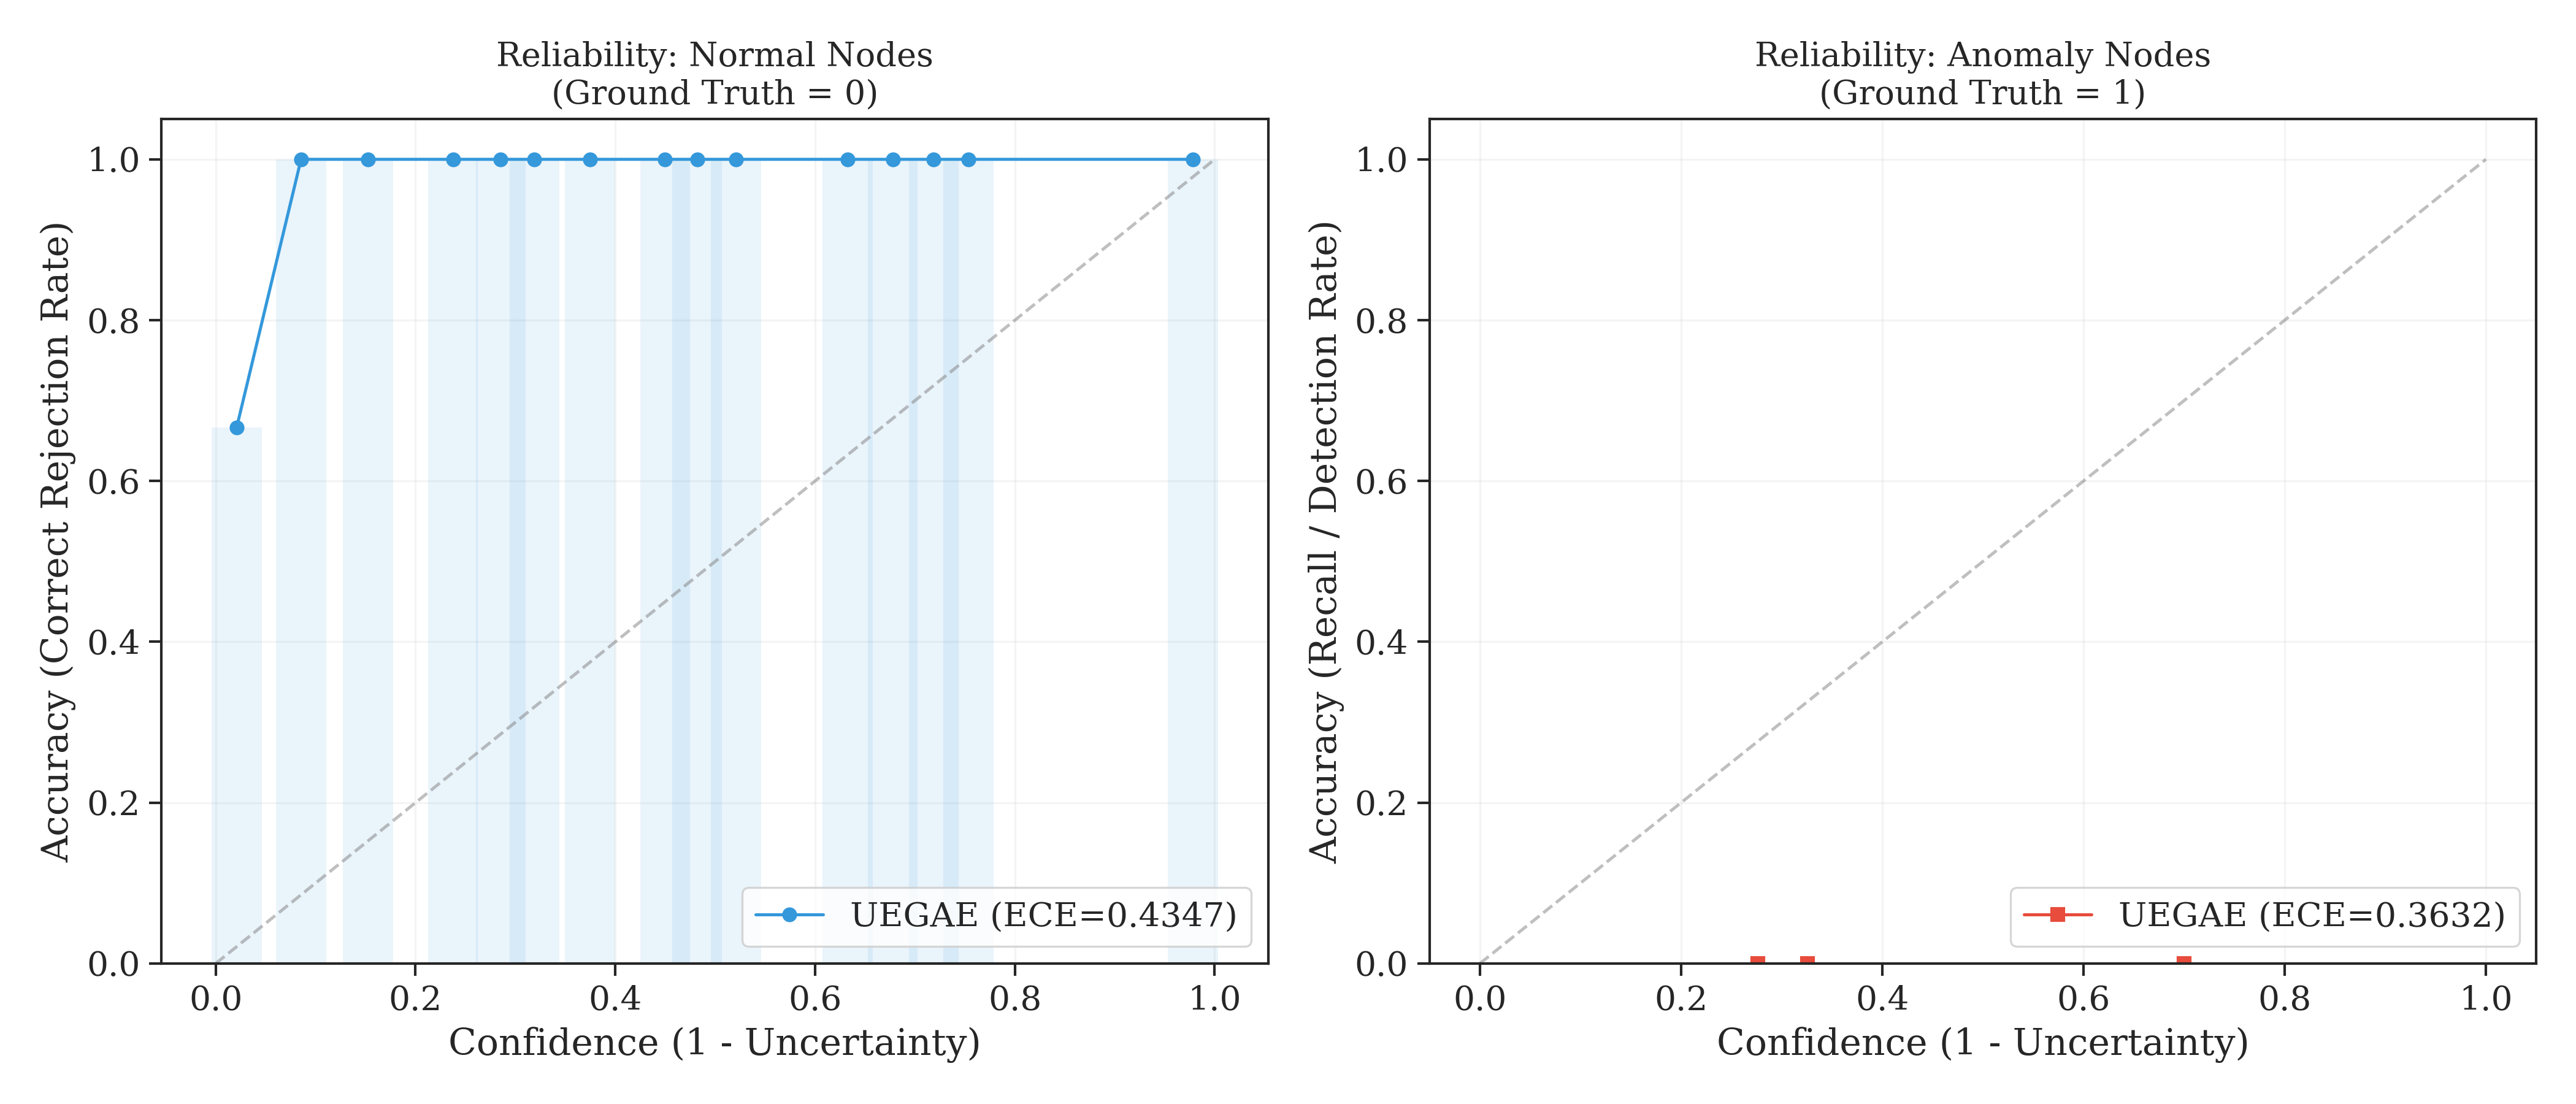 Reliability: Normal Nodes
(Ground Truth = 0)
Accuracy (Correct Rejection Rate)
1.0
0.8
0.6
0.4
0.2
0.0
0.0 0.2 0.4 0.6 0.8 1.0
Confidence (1 - Uncertainty)
UEGAE (ECE=0.4347)
Reliability: Anomaly Nodes
(Ground Truth = 1)
Accuracy (Recall / Detection Rate)
1.0
0.8
0.6
0.4
0.2
0.0
0.0 0.2 0.4 0.6 0.8 1.0
Confidence (1 - Uncertainty)
UEGAE (ECE=0.3632)